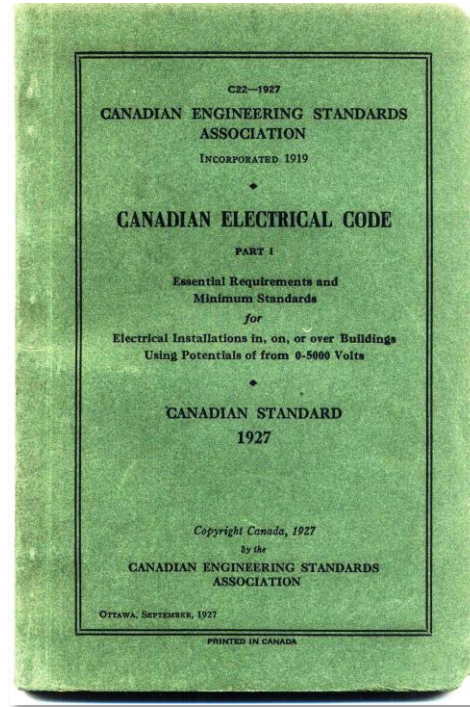 C22—1927
CANADIAN ENGINEERING STANDARDS
ASSOCIATION
INCORPORATED 1919
CANADIAN ELECTRICAL CODE
PART I
Essential Requirements and
Minimum Standards
for
Electrical Installations in, on, or over Buildings
Using Potentials of from 0-5000 Volts
CANADIAN STANDARD
1927
Copyright Canada, 1927
by the
CANADIAN ENGINEERING STANDARDS
ASSOCIATION
OTTAWA, SEPTEMBER, 1927
PRINTED IN CANADA